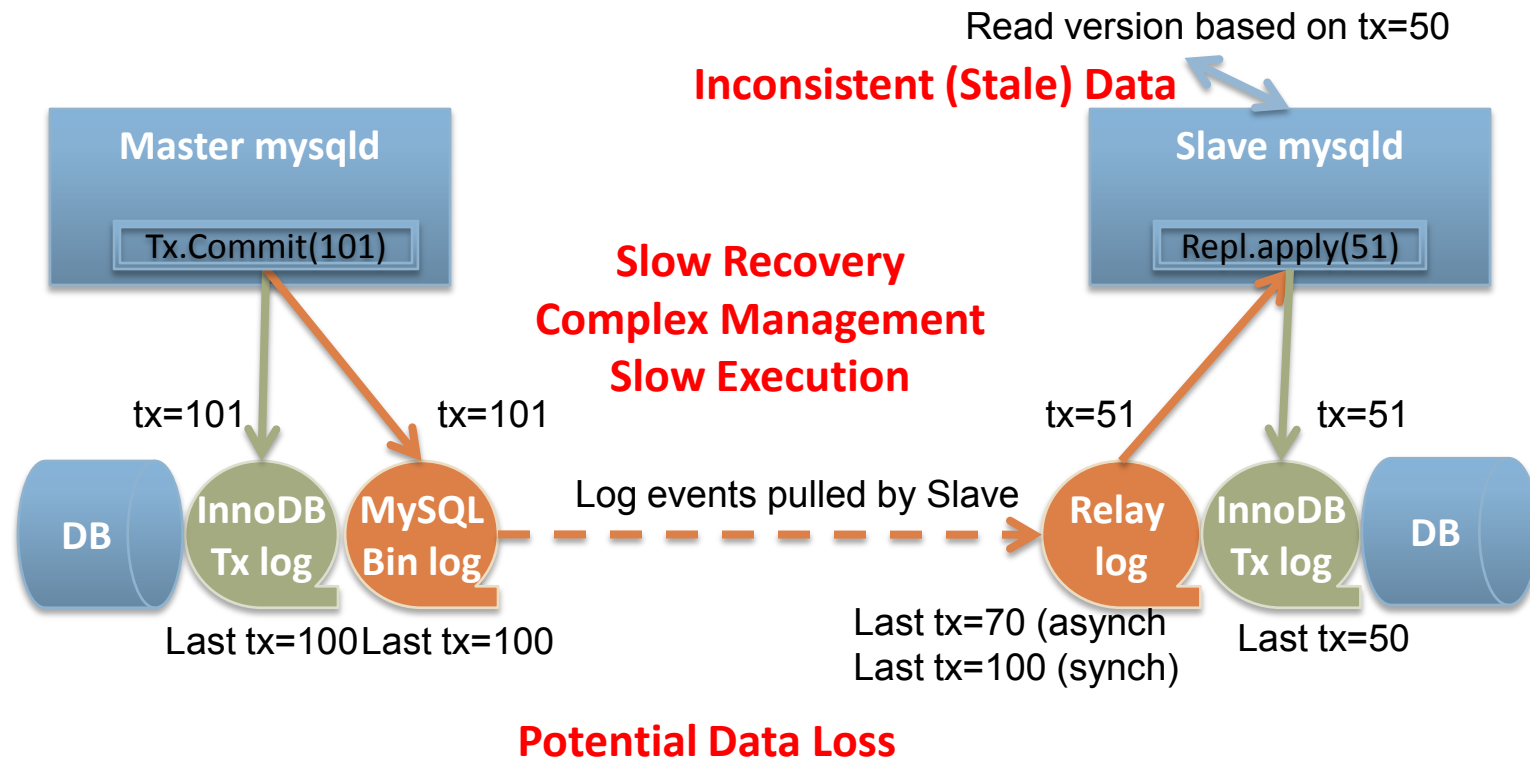 Read version based on tx=50
Inconsistent (Stale) Data
Master mysqld
Slave mysqld
Tx.Commit(101)
Repl.apply(51)
Slow Recovery
Complex Management
Slow Execution
tx=101
tx=101
tx=51
tx=51
DB
InnoDB
Tx log
MySQL
Bin log
Log events pulled by Slave
Relay
log
InnoDB
Tx log
DB
Last tx=100
Last tx=100
Last tx=70 (asynch
Last tx=100 (synch)
Last tx=50
Potential Data Loss